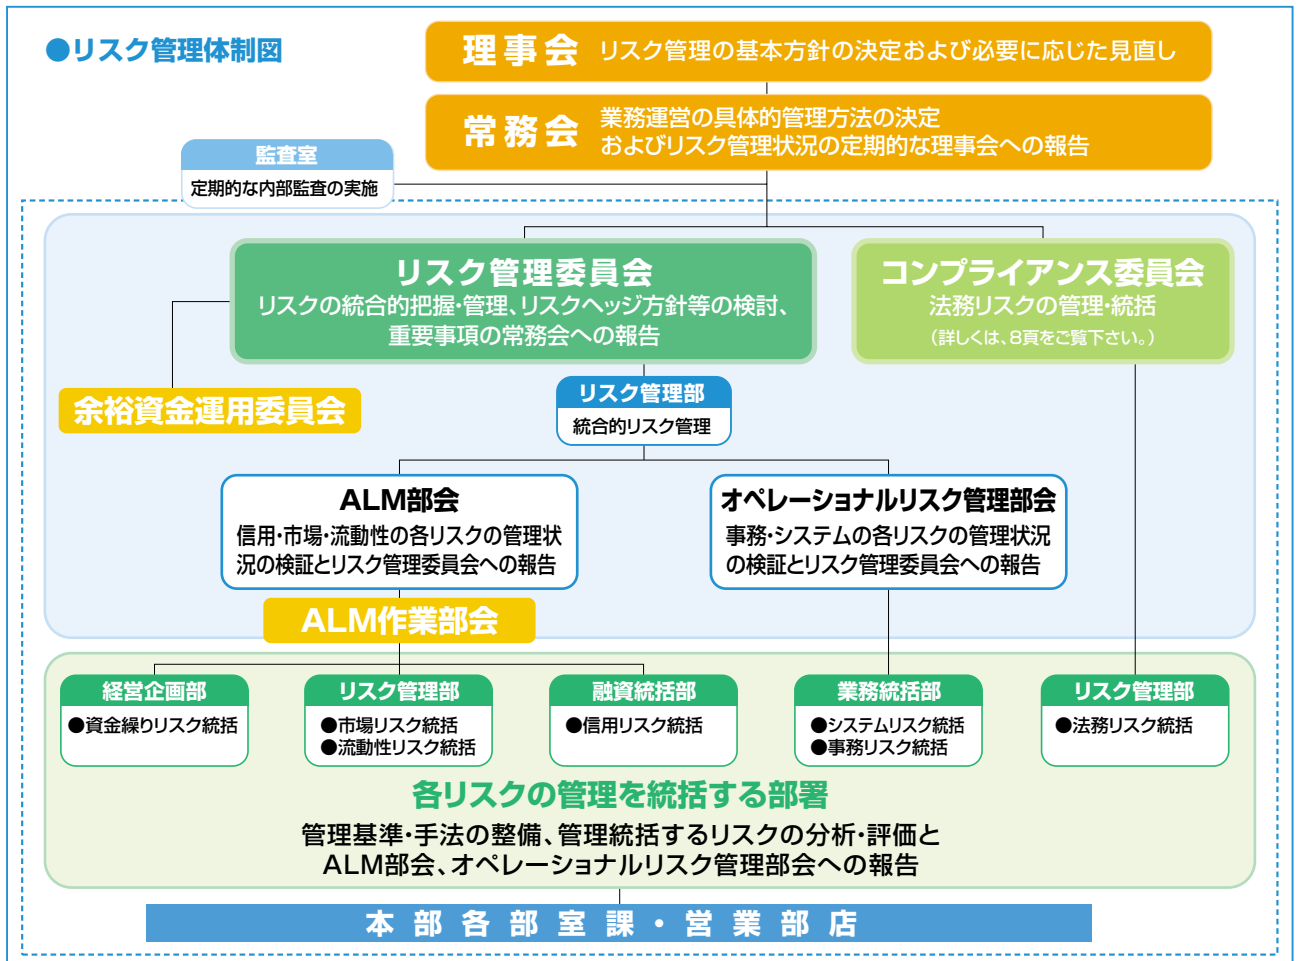 ●リスク管理体制図
理事会 リスク管理の基本方針の決定および必要に応じた見直し
常務会 業務運営の具体的管理方法の決定
およびリスク管理状況の定期的な理事会への報告
監査室
定期的な内部監査の実施
リスク管理委員会
リスクの統合的把握・管理、リスクヘッジ方針等の検討、
重要事項の常務会への報告
コンプライアンス委員会
法務リスクの管理・統括
(詳しくは、8頁をご覧下さい。)
余裕資金運用委員会
リスク管理部
統合的リスク管理
ALM部会
信用・市場・流動性の各リスクの管理状
況の検証とリスク管理委員会への報告
オペレーショナルリスク管理部会
事務・システムの各リスクの管理状況
の検証とリスク管理委員会への報告
ALM作業部会
経営企画部
●資金繰りリスク統括
リスク管理部
●市場リスク統括
●流動性リスク統括
融資統括部
●信用リスク統括
業務統括部
●システムリスク統括
●事務リスク統括
リスク管理部
●法務リスク統括
各リスクの管理を統括する部署
管理基準・手法の整備、管理統括するリスクの分析・評価と
ALM部会、オペレーショナルリスク管理部会への報告
本部各部室課・営業部店